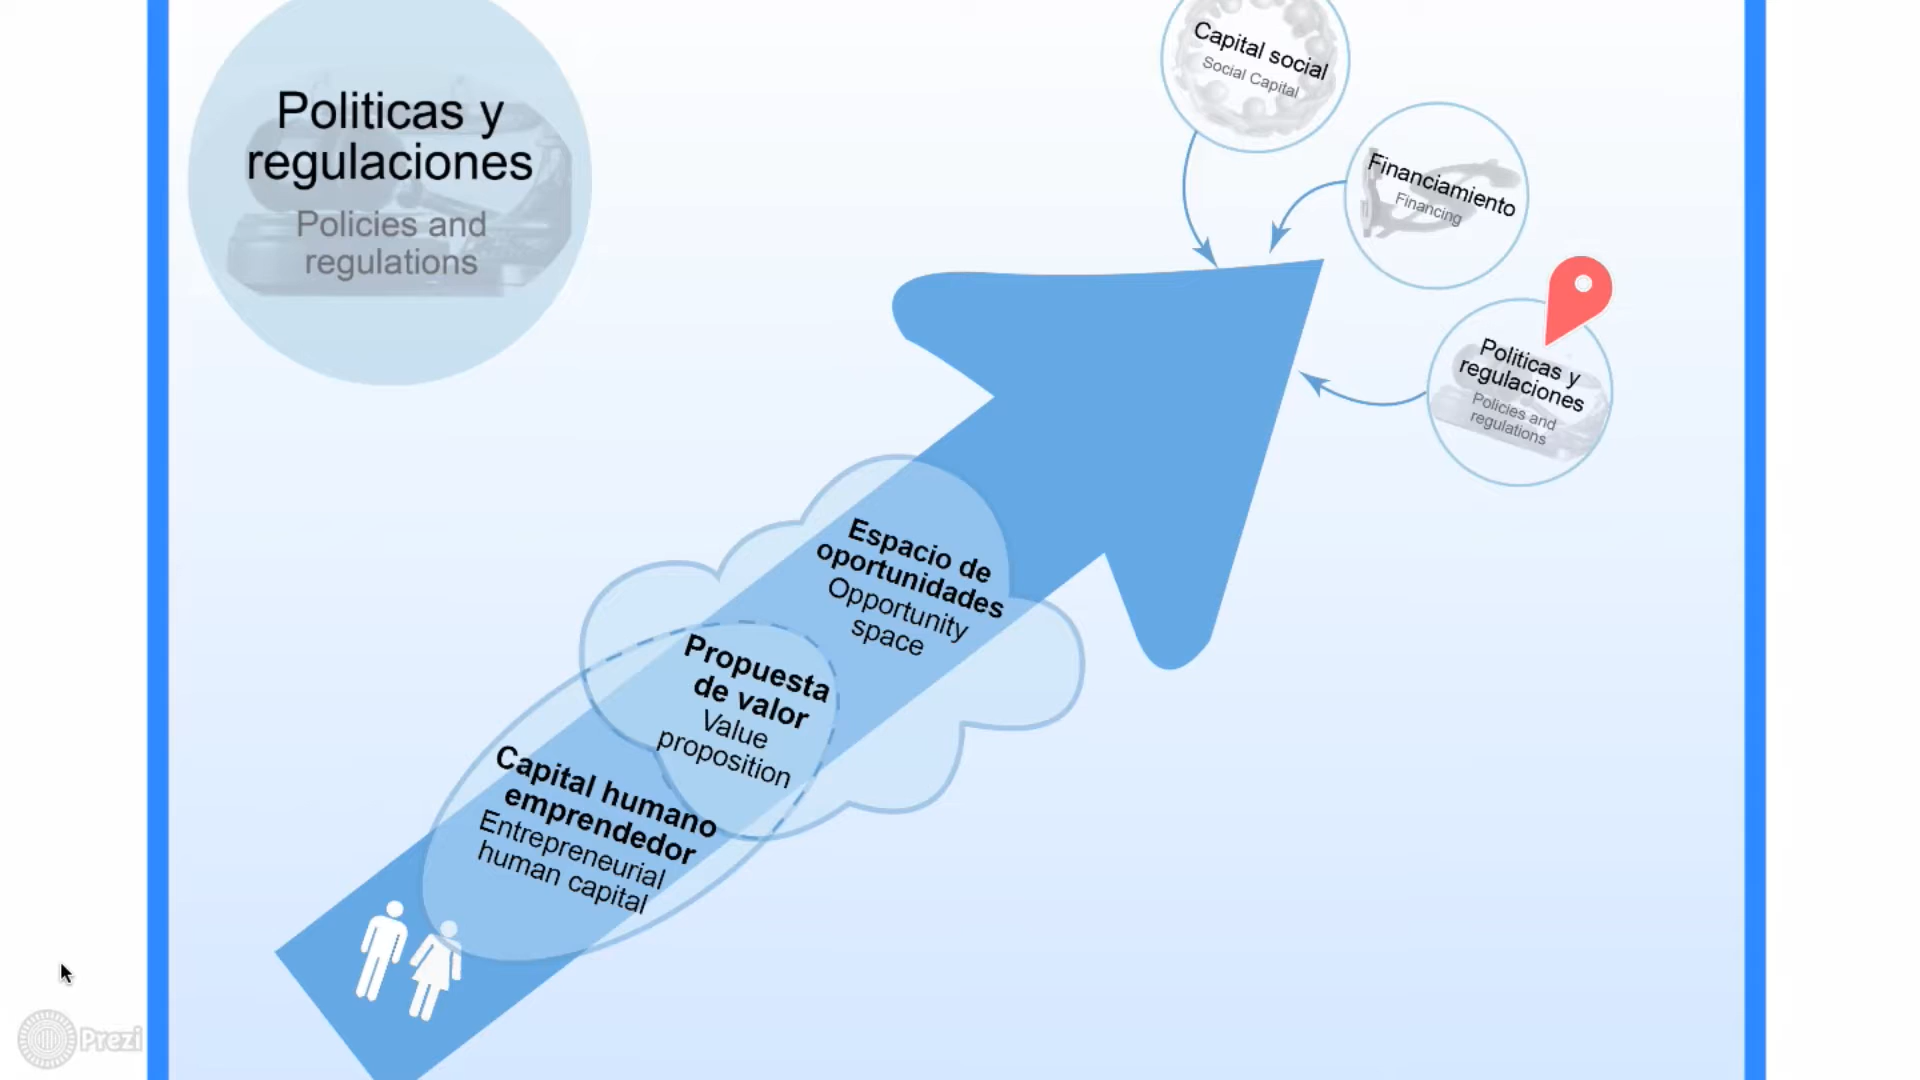 Politicas y
regulaciones
Policies and
regulations
Capital social
Social Capital
Financiamiento
Financing
Politicas y
regulaciones
Policies and
regulations
Espacio de
oportunidades
Opportunity
space
Propuesta
de valor
Value
proposition
Capital humano
emprendedor
Entrepreneurial
human capital
Prezi